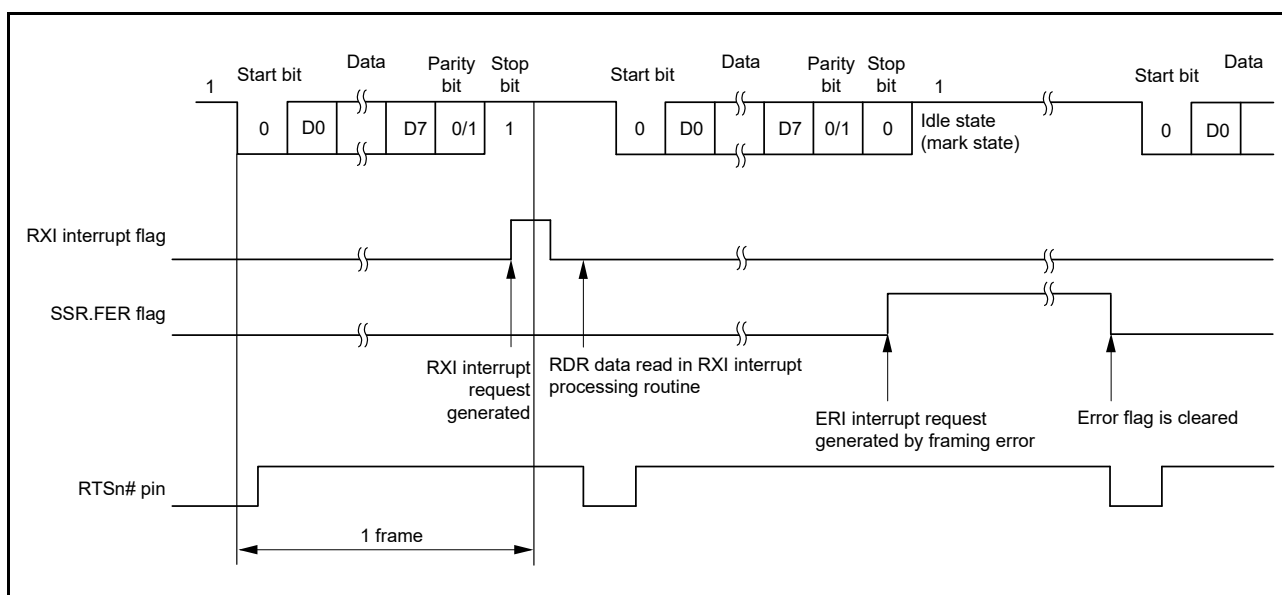 1
Start bit
Data
Parity bit
Stop bit
Start bit
Data
Parity bit
Stop bit
1
Start bit
Data
0
D0
D7
0/1
1
0
D0
D7
0/1
0
Idle state
(mark state)
0
D0
RXI interrupt flag
SSR.FER flag
RXI interrupt
request
generated
RDR data read in RXI interrupt
processing routine
ERI interrupt request
generated by framing error
Error flag is cleared
RTSn# pin
1 frame